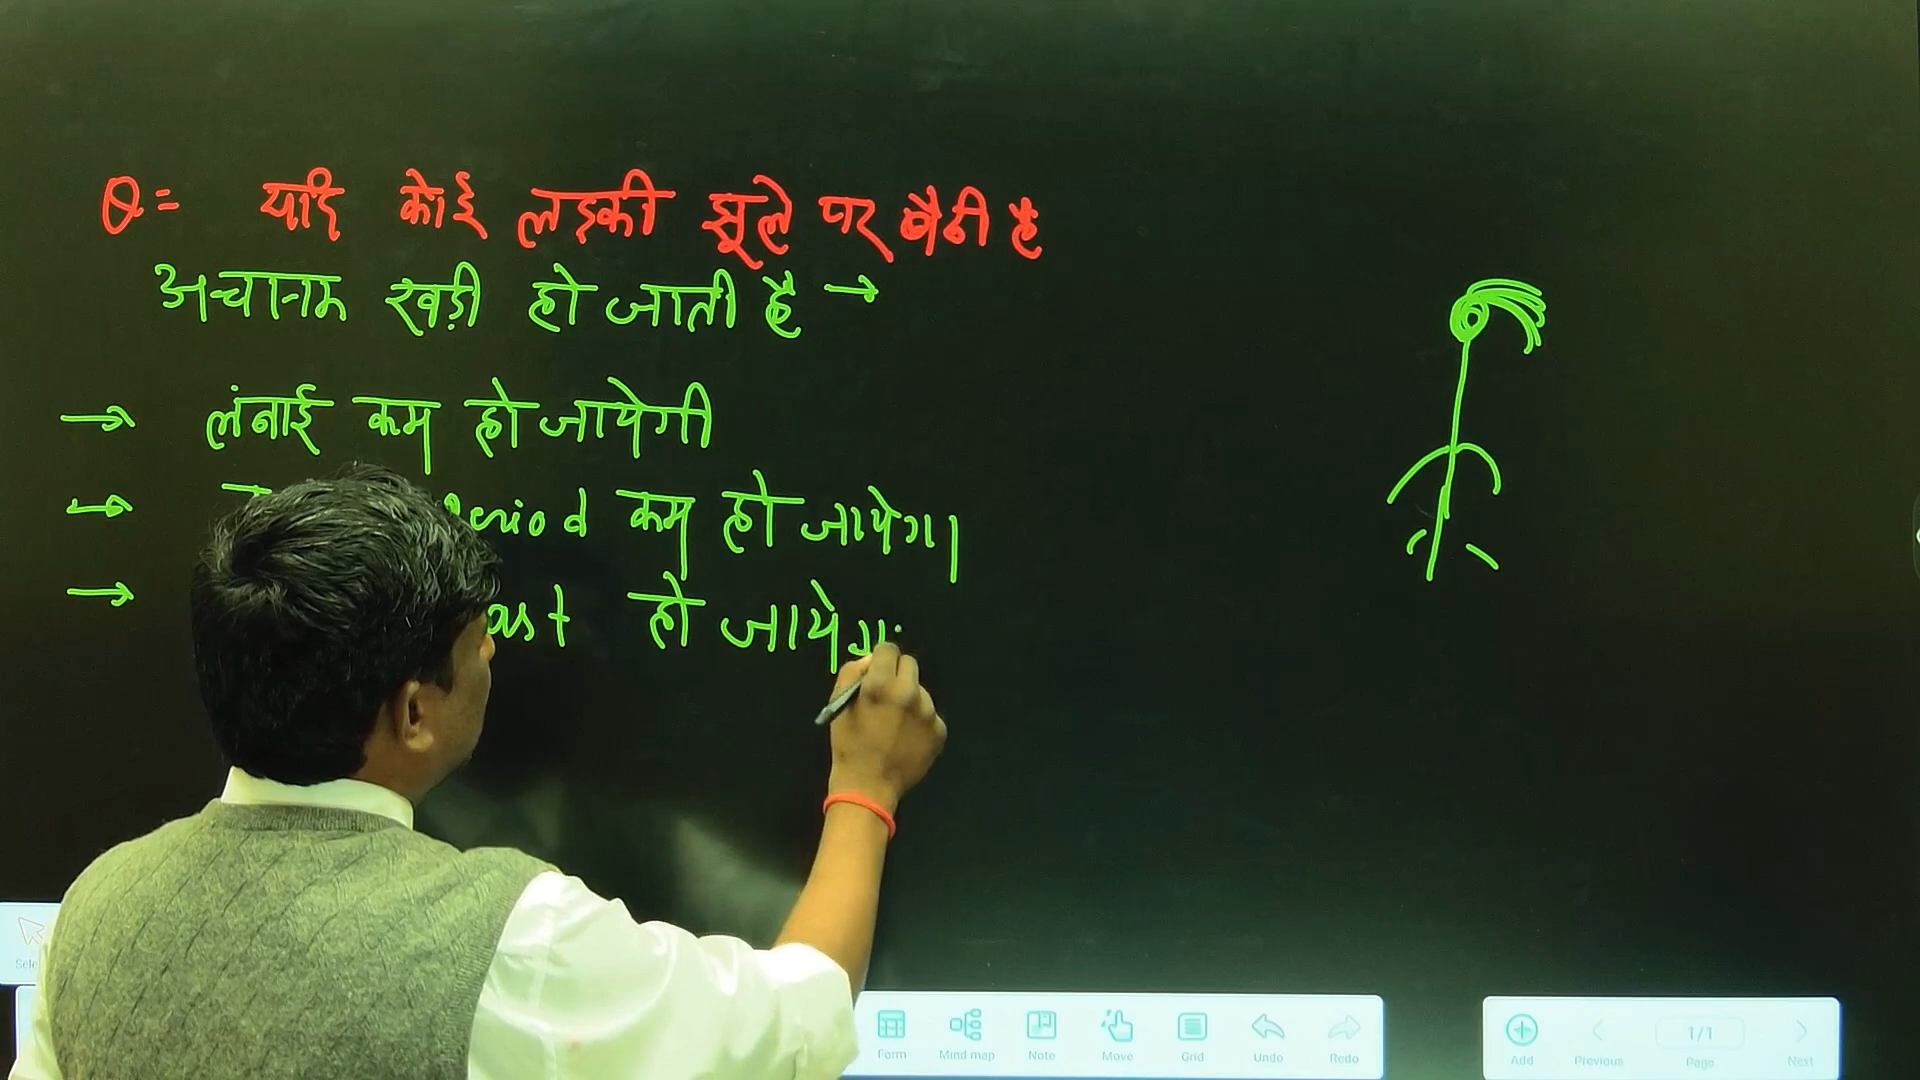 Q= यदि कोई लड़की झूले पर बैठी है
अचानक खड़ी हो जाती है →
→ लंबाई कम हो जायेगी
→ कम हो जायेगा
→ हो जायेगा
Form Mind map Note Move Grid Undo Redo
Add Previous 1/1 Page Next